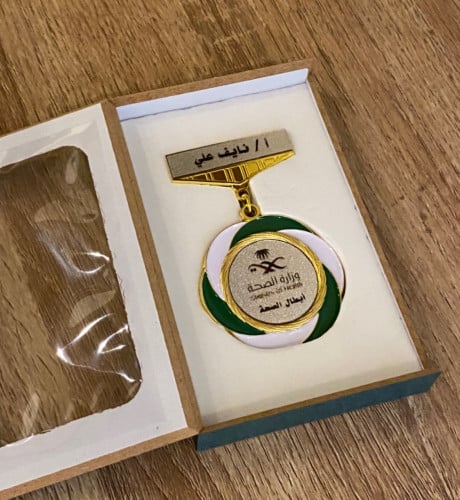 أ / نايف علي
وزارة الصحة
Ministry of Health
أبطال الصحة